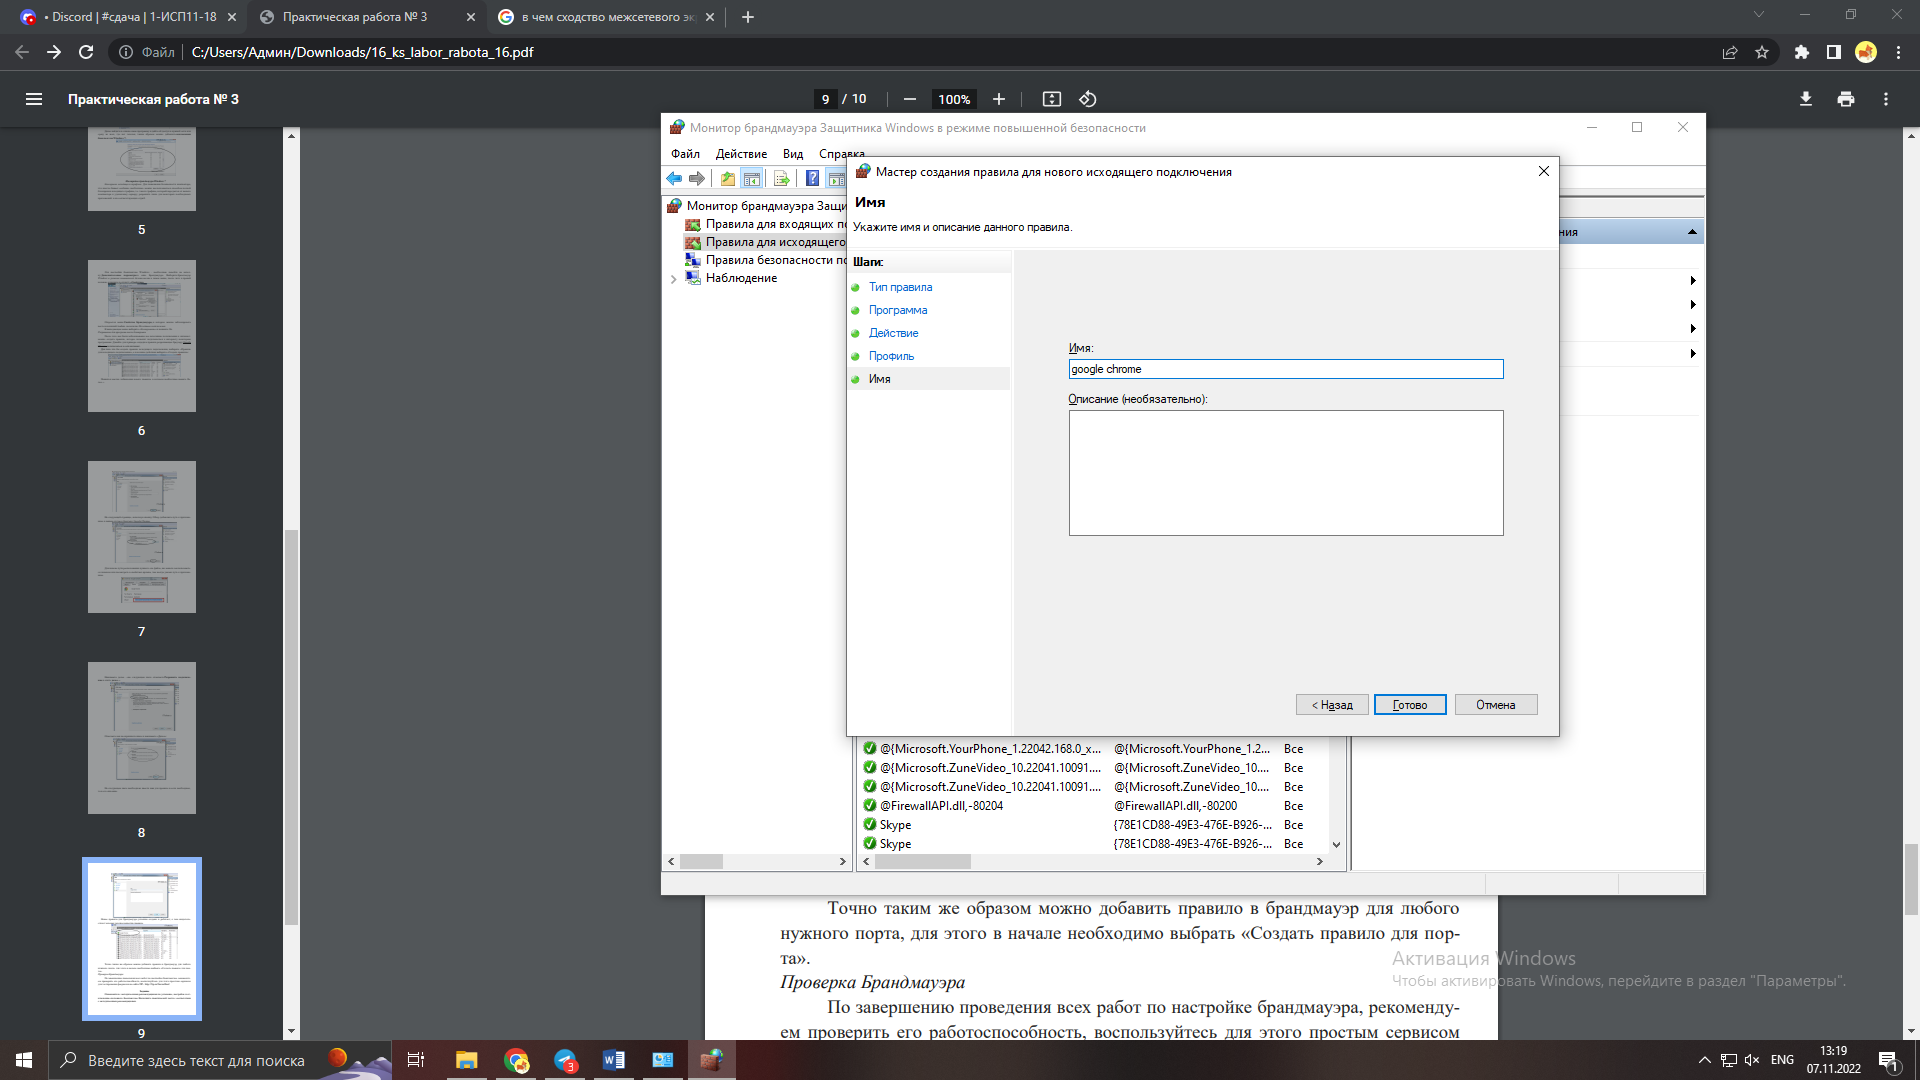 • Discord | #сдача | 1-ИСП11-18
Практическая работа № 3
в чем сходство межсетевого эк
Файл
C:/Users/Админ/Downloads/16_ks_labor_rabota_16.pdf
Практическая работа № 3
9 / 10
100%
5
6
7
8
9
Монитор брандмауэра Защитника Windows в режиме повышенной безопасности
Файл Действие Вид Справка
Монитор брандмауэра Защи
Правила для входящих п
Правила для исходящего
Правила безопасности по
Наблюдение
ния
Мастер создания правила для нового исходящего подключения
Имя
Укажите имя и описание данного правила.
Шаги:
Тип правила
Программа
Действие
Профиль
Имя
Имя:
google chrome
Описание (необязательно):
< Назад
Готово
Отмена
@{Microsoft.YourPhone_1.22042.168.0_x... @{Microsoft.YourPhone_1.2... Все
@{Microsoft.ZuneVideo_10.22041.10091.... @{Microsoft.ZuneVideo_10.... Все
@{Microsoft.ZuneVideo_10.22041.10091.... @{Microsoft.ZuneVideo_10.... Все
@FirewallAPI.dll,-80204 @FirewallAPI.dll,-80200 Все
Skype {78E1CD88-49E3-476E-B926-... Все
Skype {78E1CD88-49E3-476E-B926-... Все
Точно таким же образом можно добавить правило в брандмауэр для любого
нужного порта, для этого в начале необходимо выбрать «Создать правило для пор-
та».
Проверка Брандмауэра
По завершению проведения всех работ по настройке брандмауэра, рекоменду-
ем проверить его работоспособность, воспользуйтесь для этого простым сервисом
Активация Windows
Чтобы активировать Windows, перейдите в раздел "Параметры".
Введите здесь текст для поиска
3
ENG
13:19
07.11.2022
1